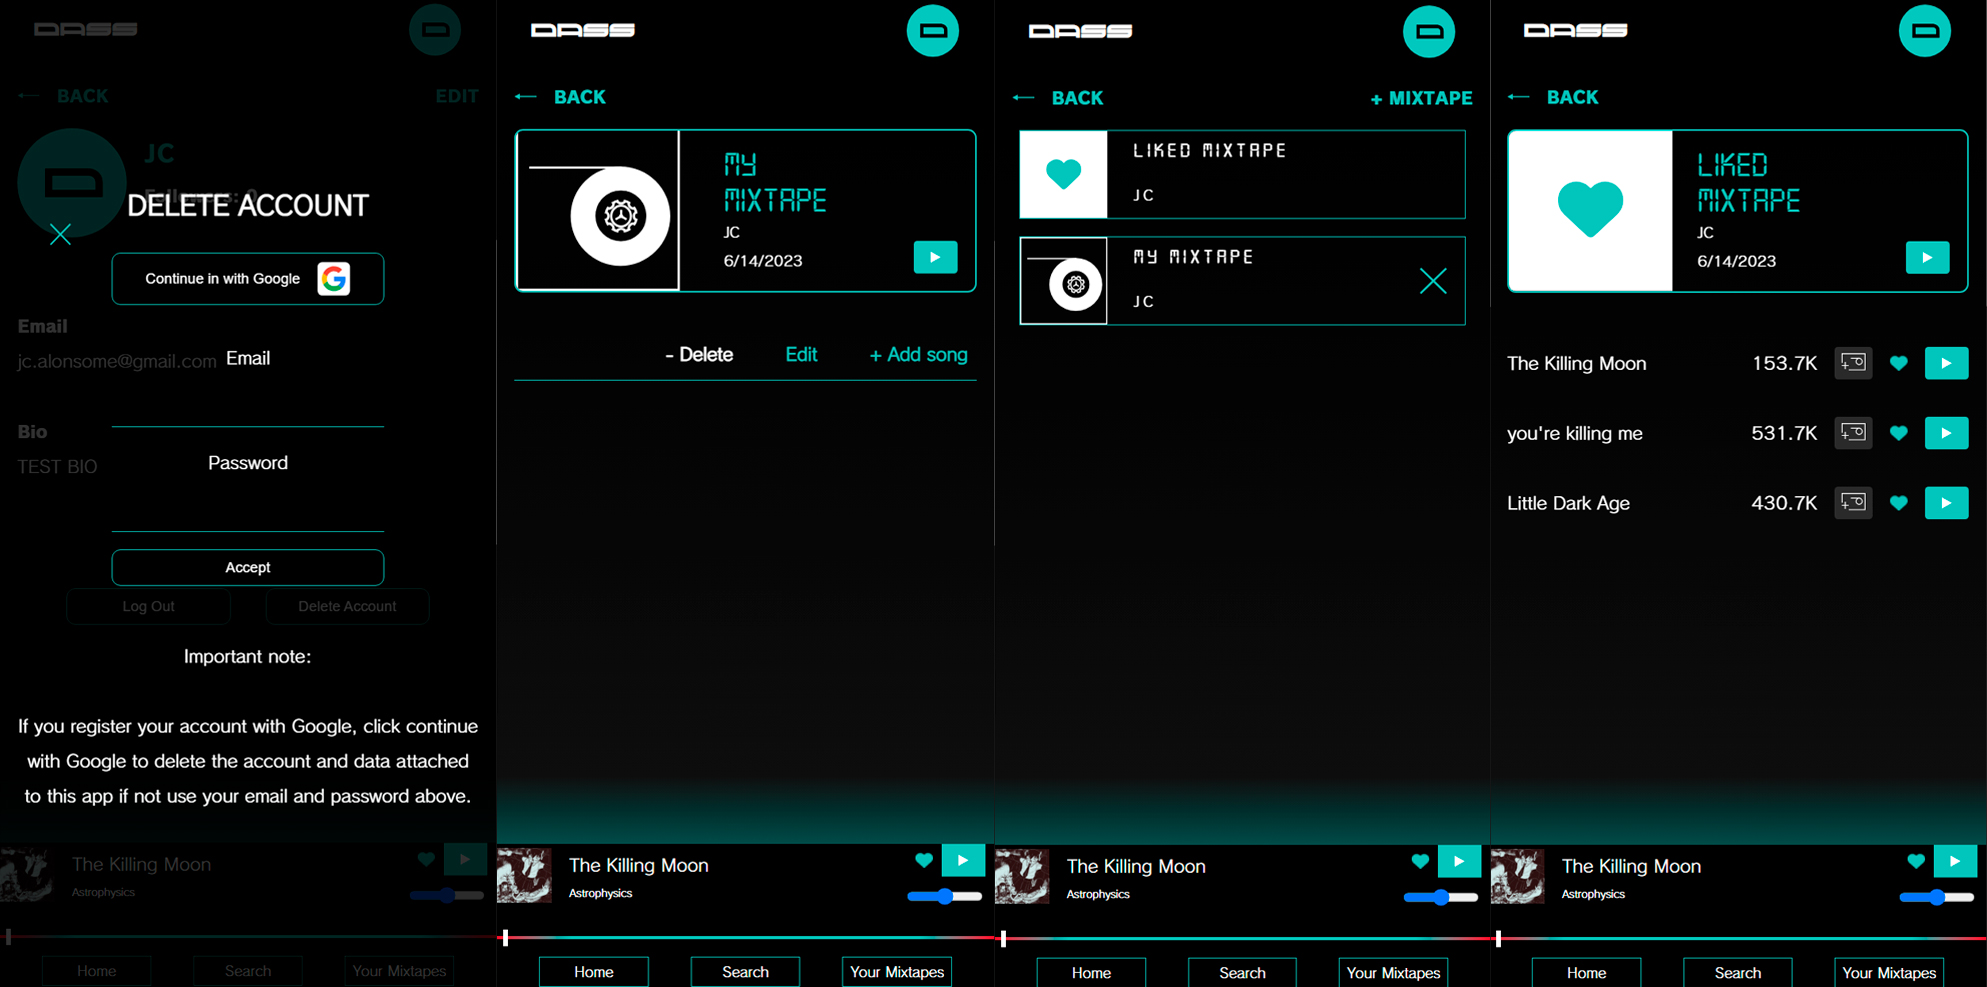 DASS
BACK
EDIT
JC
Followers: 0
DELETE ACCOUNT
Continue in with Google
Email
jc.alonsome@gmail.com
Email
Bio
TEST BIO
Password
Accept
Log Out
Delete Account
Important note:
If you register your account with Google, click continue
with Google to delete the account and data attached
to this app if not use your email and password above.
The Killing Moon
Astrophysics
Home
Search
Your Mixtapes
DASS
BACK
MY
MIXTAPE
JC
6/14/2023
- Delete
Edit
+ Add song
The Killing Moon
Astrophysics
Home
Search
Your Mixtapes
DASS
BACK
+ MIXTAPE
LIKED MIXTAPE
JC
MY MIXTAPE
JC
The Killing Moon
Astrophysics
Home
Search
Your Mixtapes
DASS
BACK
LIKED
MIXTAPE
JC
6/14/2023
The Killing Moon 153.7K
you're killing me 531.7K
Little Dark Age 430.7K
The Killing Moon
Astrophysics
Home
Search
Your Mixtapes